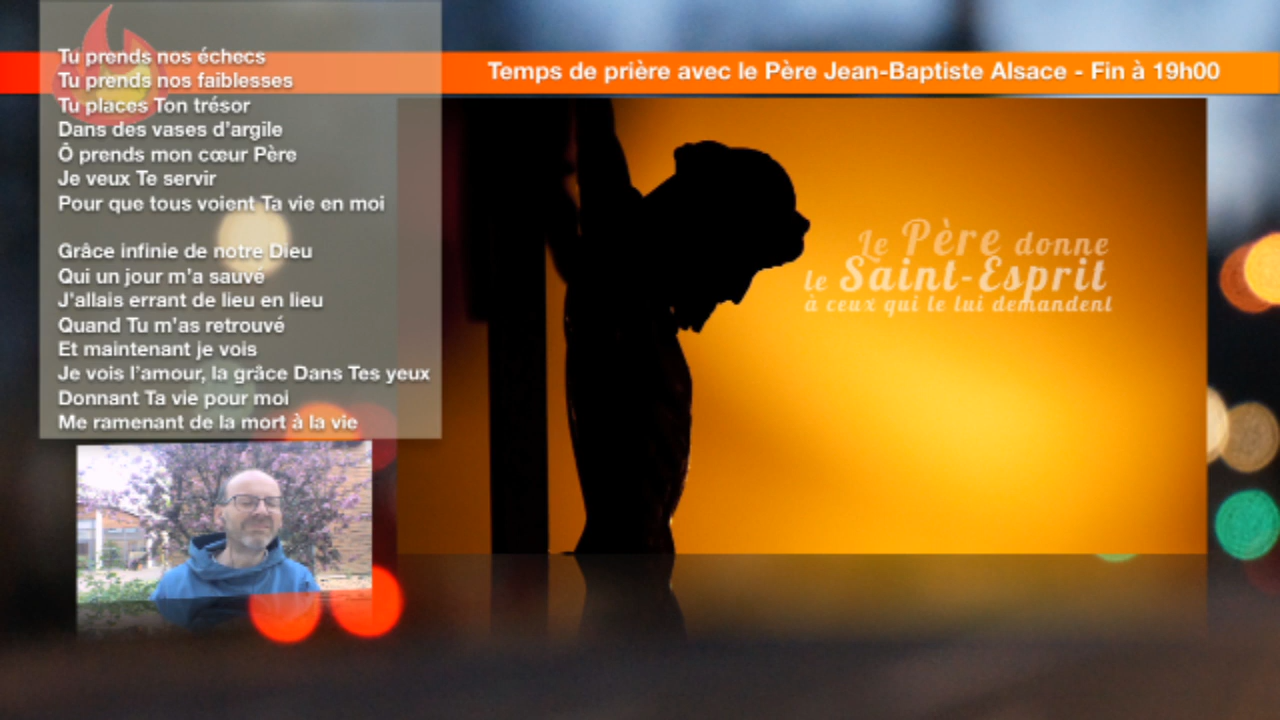 Tu prends nos échecs
Tu prends nos faiblesses
Tu places Ton trésor
Dans des vases d'argile
Ô prends mon cœur Père
Je veux Te servir
Pour que tous voient Ta vie en moi
Grâce infinie de notre Dieu
Qui un jour m'a sauvé
J'allais errant de lieu en lieu
Quand Tu m'as retrouvé
Et maintenant je vois
Je vois l'amour, la grâce Dans Tes yeux
Donnant Ta vie pour moi
Me ramenant de la mort à la vie
Temps de prière avec le Père Jean-Baptiste Alsace - Fin à 19h00
Le Père donne
le Saint-Esprit
à ceux qui le lui demandent